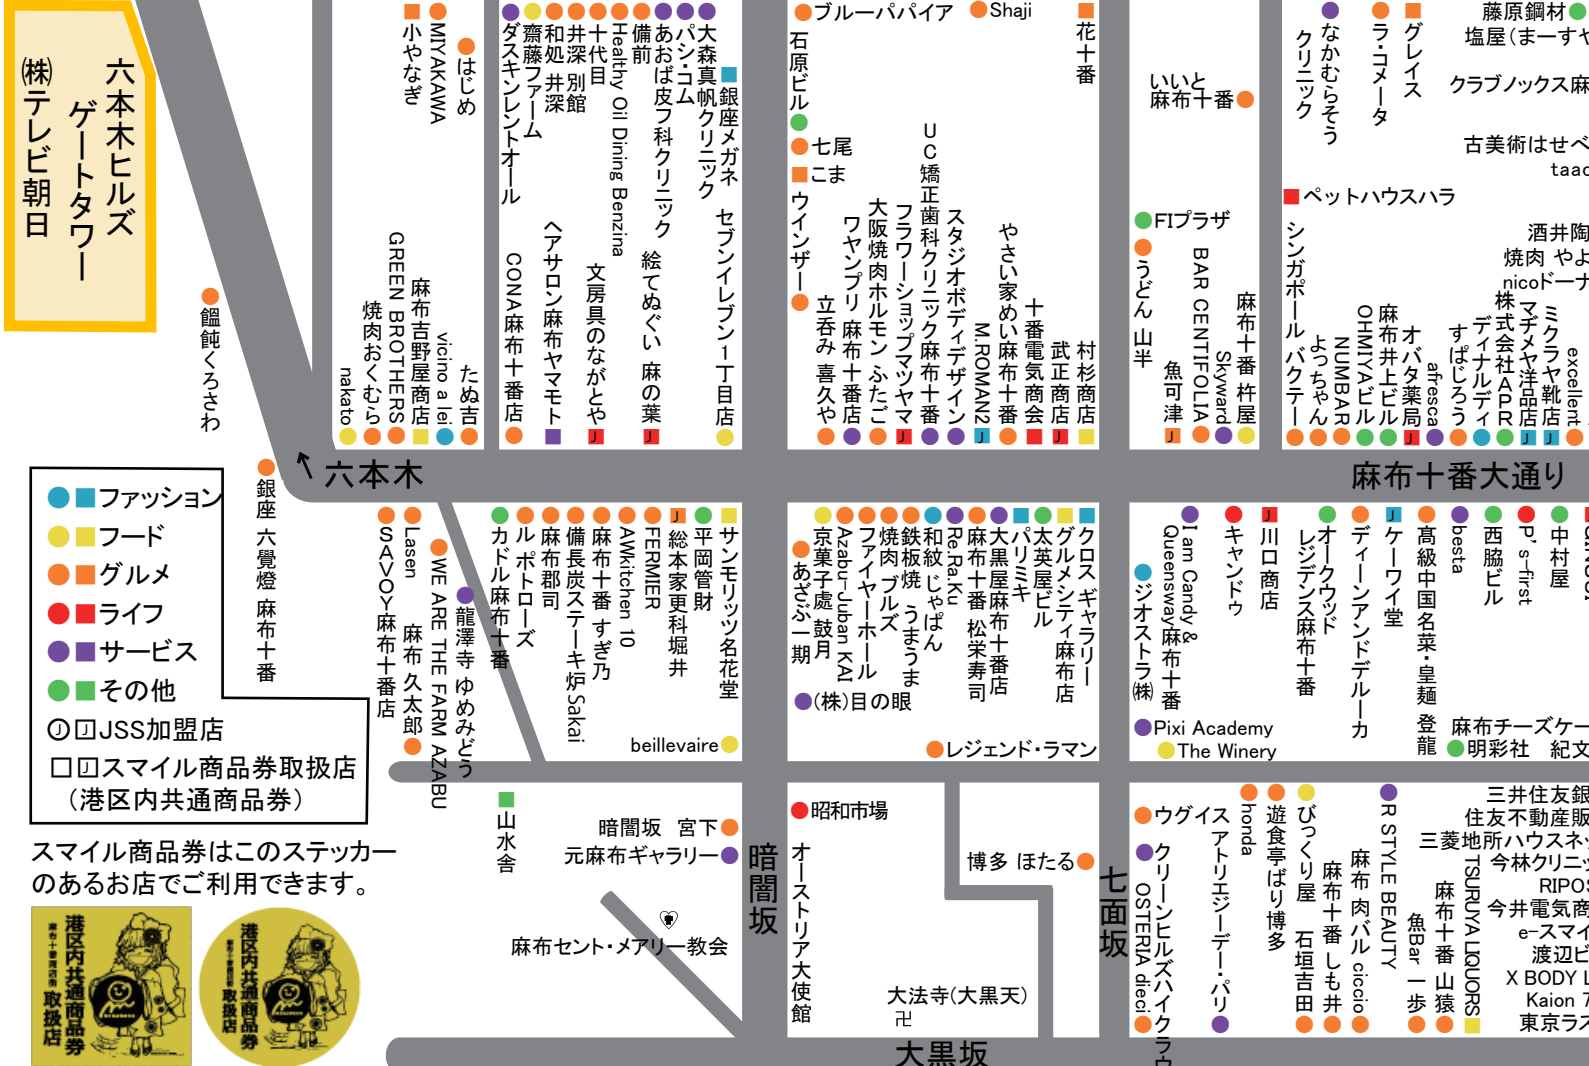 六本木ヒルズ
ゲートタワー
(株)テレビ朝日
小やなぎ
MIYAKAWA
はじめ
饂飩くろさわ
nakato
焼肉おくむら
GREEN BROTHERS
麻布吉野屋商店
vicino a lei
たぬ吉
ダスキンレントオール
齋藤ファーム
和処 井深
井深 別館
十代目
Healthy Oil Dining Benzina
備前
あおば皮フ科クリニック
パシ・コム
大森真帆クリニック
銀座メガネ
CONA麻布十番店
ヘアサロン麻布ヤマモト
文房具のながとや
絵てぬぐい 麻の葉
セブンイレブン1丁目店
ブルーパパイア
Shaji
花十番
石原ビル
七尾
こま
ウインザー
立呑み 喜久や
ワヤンプリ 麻布十番店
大阪焼肉ホルモン ふたご
フラワーショップマツヤマ
UC矯正歯科クリニック麻布十番
スタジオボディデザイン
M.ROMAN2
やさい家めい麻布十番
十番電気商会
武正商店
村杉商店
いいと
麻布十番
FIプラザ
うどん 山半
魚可津
BAR CENTIFOLIA
Skyward
麻布十番 杵屋
なかむらそう
クリニック
ラ・コメータ
グレイス
藤原鋼材
塩屋(まーすヤ
クラブノックス麻
古美術はせべ
taac
ペットハウスハラ
酒井陶
焼肉 やよ
nicoドーナ
シンガポール バクテー
よっちゃん
NUMBAR
OHMIYAビル
麻布井上ビル
オバタ薬局
afresca
すぱじろう
ディナルディ
株式会社APR
マヂメヤ洋品店
ミクラヤ靴店
excellent
↑六本木
麻布十番大通り
銀座 六覺燈 麻布十番
ファッション
フード
グルメ
ライフ
サービス
その他
JJJSS加盟店
Jスマイル商品券取扱店
(港区内共通商品券)
スマイル商品券はこのステッカー
のあるお店でご利用できます。
港区内共通商品券
麻布十番商店街
取扱店
港区内共通商品券
麻布十番商店街
取扱店
SAVOY麻布十番店
Lasen
麻布 久太郎
WE ARE THE FARM AZABU
龍澤寺 ゆめみどう
カドル麻布十番
ル ポトローズ
麻布郡司
備長炭ステーキ炉Sakai
麻布十番 すぎ乃
AWkitchen 10
FERMER
総本家更科堀井
平岡管財
サンモリッツ名花堂
beillevaire
山水舎
暗闇坂 宮下
元麻布ギャラリー
麻布セント・メアリー教会
暗闇坂
あざぶ一期
京菓子處 鼓月
Azabu-Juban KAI
ファイヤーホール
焼肉 ブルズ
鉄板焼 うまうま
和紋 じゃぱん
Re.Ra.Ku
麻布十番 松栄寿司
大黒屋麻布十番店
パリミキ
太英屋ビル
グルメシティ麻布店
クロスギャラリー
(株)目の眼
レジェンド・ラマン
昭和市場
オーストリア大使館
博多 ほたる
大法寺(大黒天)
卍
大黒坂
七面坂
ジオストラ(株)
I am Candy &
Queensway麻布十番
キャンドゥ
川口商店
オークウッド
レジデンス麻布十番
ディーンアンドデルーカ
ケーワイ堂
髙級中国名菜・皇麺 登龍
besta
西脇ビル
P's-first
中村屋
Pixi Academy
The Winery
麻布チーズケー
明彩社
紀文
ウグイス
クリーンヒルズハイクラウ
OSTERIA dieci
アトリエジーデー・パリ
honda
遊食亭ばり博多
びっくり屋
石垣吉田
麻布十番 しも井
麻布 肉バル ciccio
R STYLE BEAUTY
魚Bar 一歩
麻布十番 山猿
TSURUYA LIQUORS
三井住友銀
住友不動産販
三菱地所ハウスネッ
今林クリニッ
RIPOS
今井電気商
e-スマイ
渡辺ビ
X BODY L
Kaion 7
東京ラス